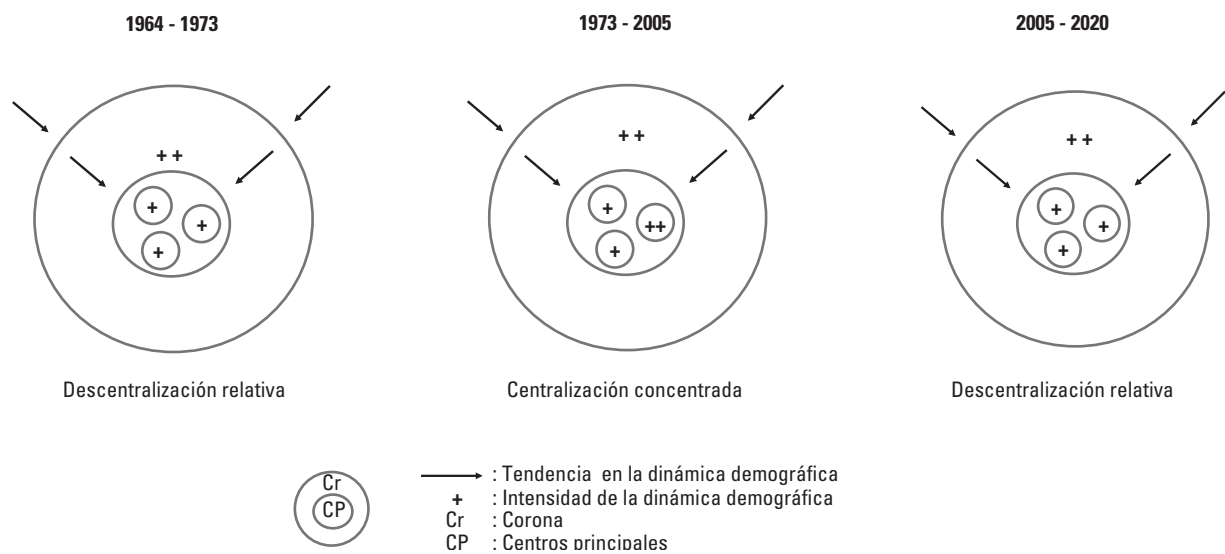 1964 - 1973
1973 - 2005
2005 - 2020
+ +
+
+
+
+ +
+
++
+
+ +
+
+
+
Descentralización relativa
Centralización concentrada
Descentralización relativa
Cr
CP
: Tendencia en la dinámica demográfica
+ : Intensidad de la dinámica demográfica
Cr : Corona
CP : Centros principales